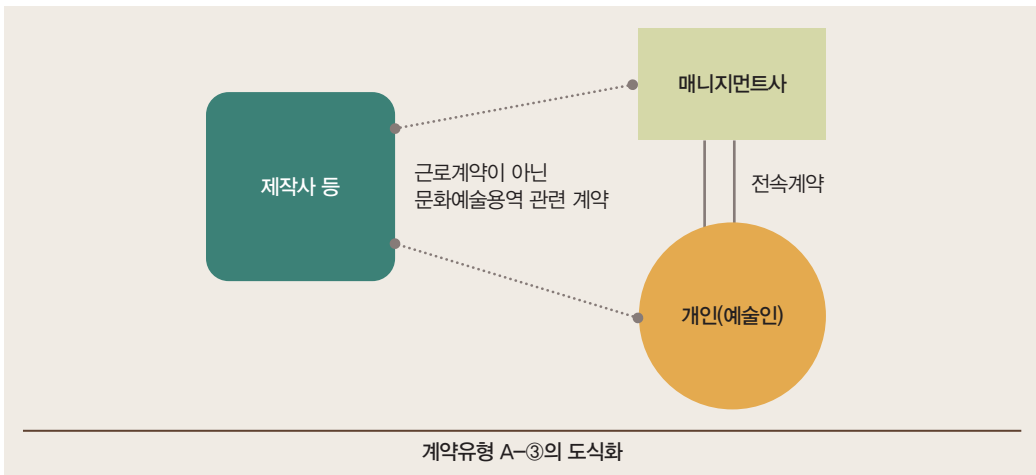 매니지먼트사
제작사 등
근로계약이 아닌
문화예술용역 관련 계약
전속계약
개인(예술인)
계약유형 A-③의 도식화